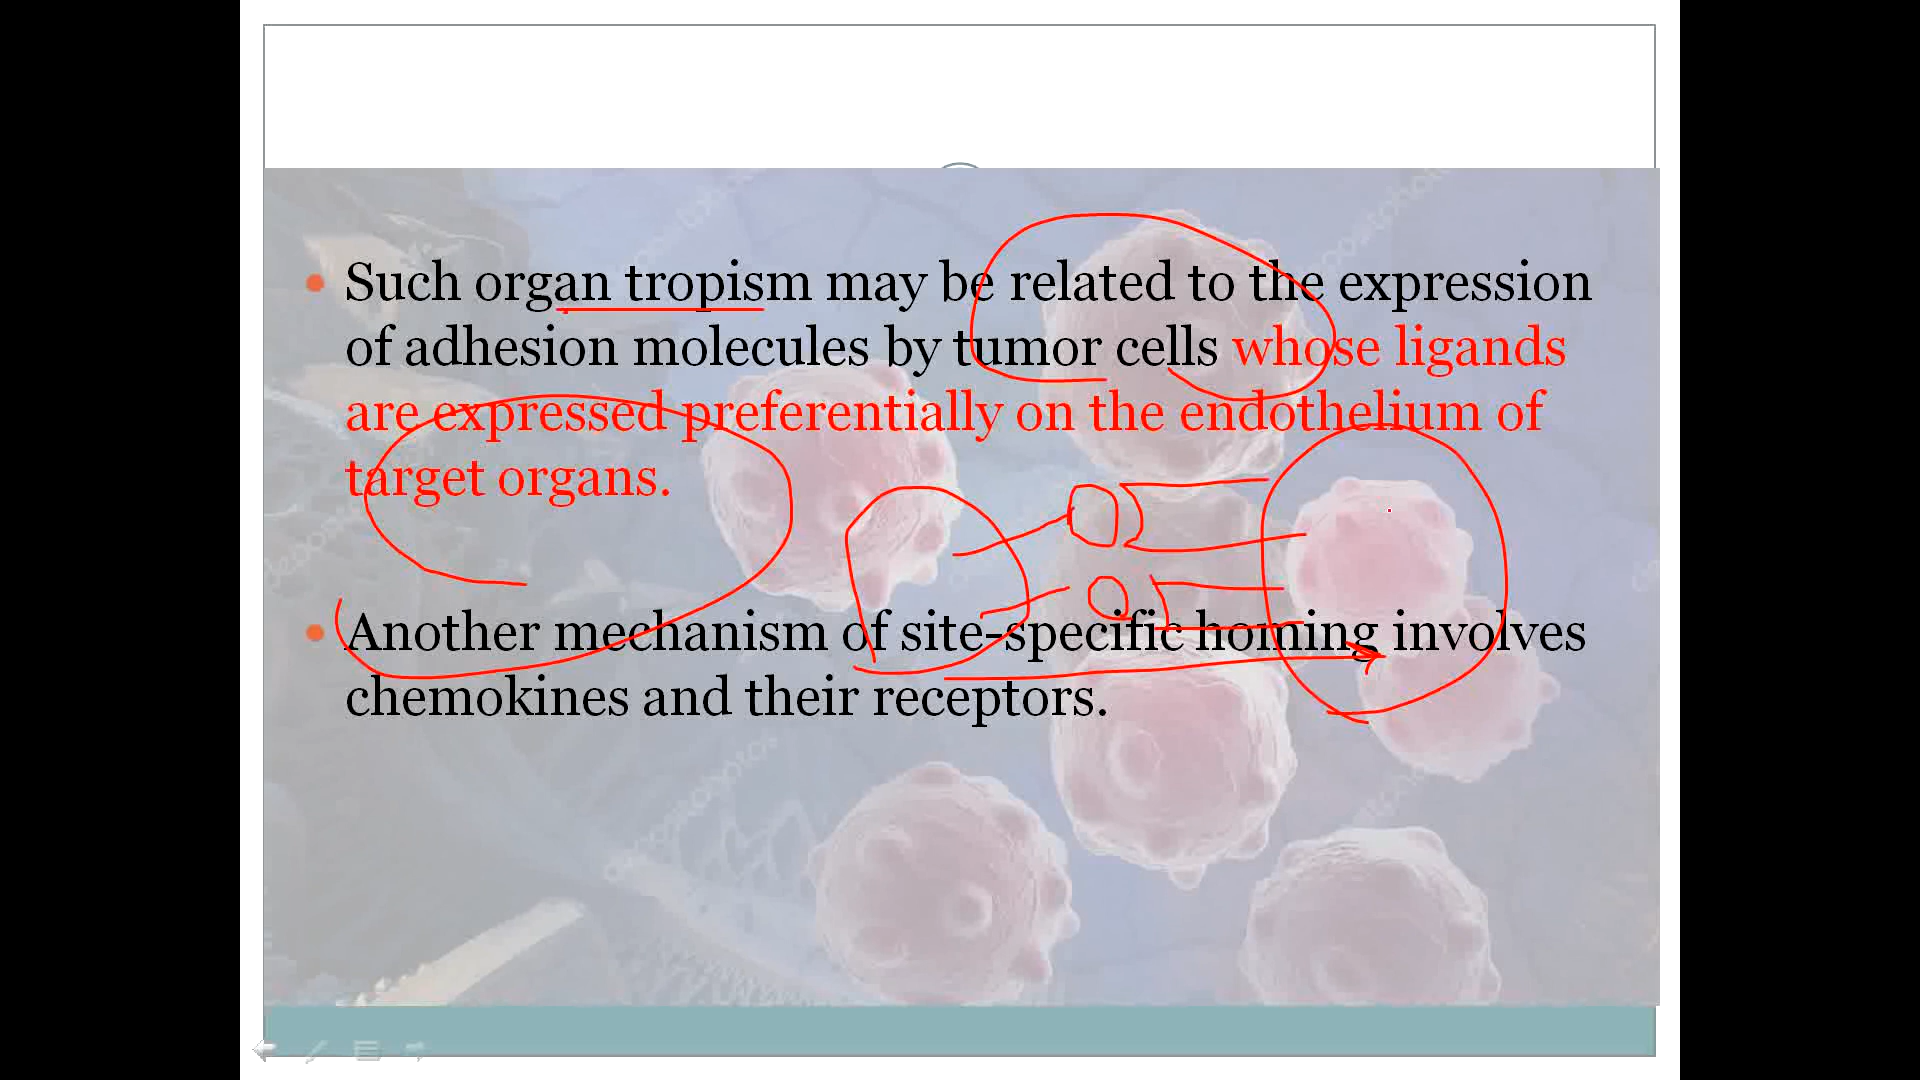 Such organ tropism may be related to the expression
of adhesion molecules by tumor cells whose ligands
are expressed preferentially on the endothelium of
target organs.
Another mechanism of site-specific homing involves
chemokines and their receptors.